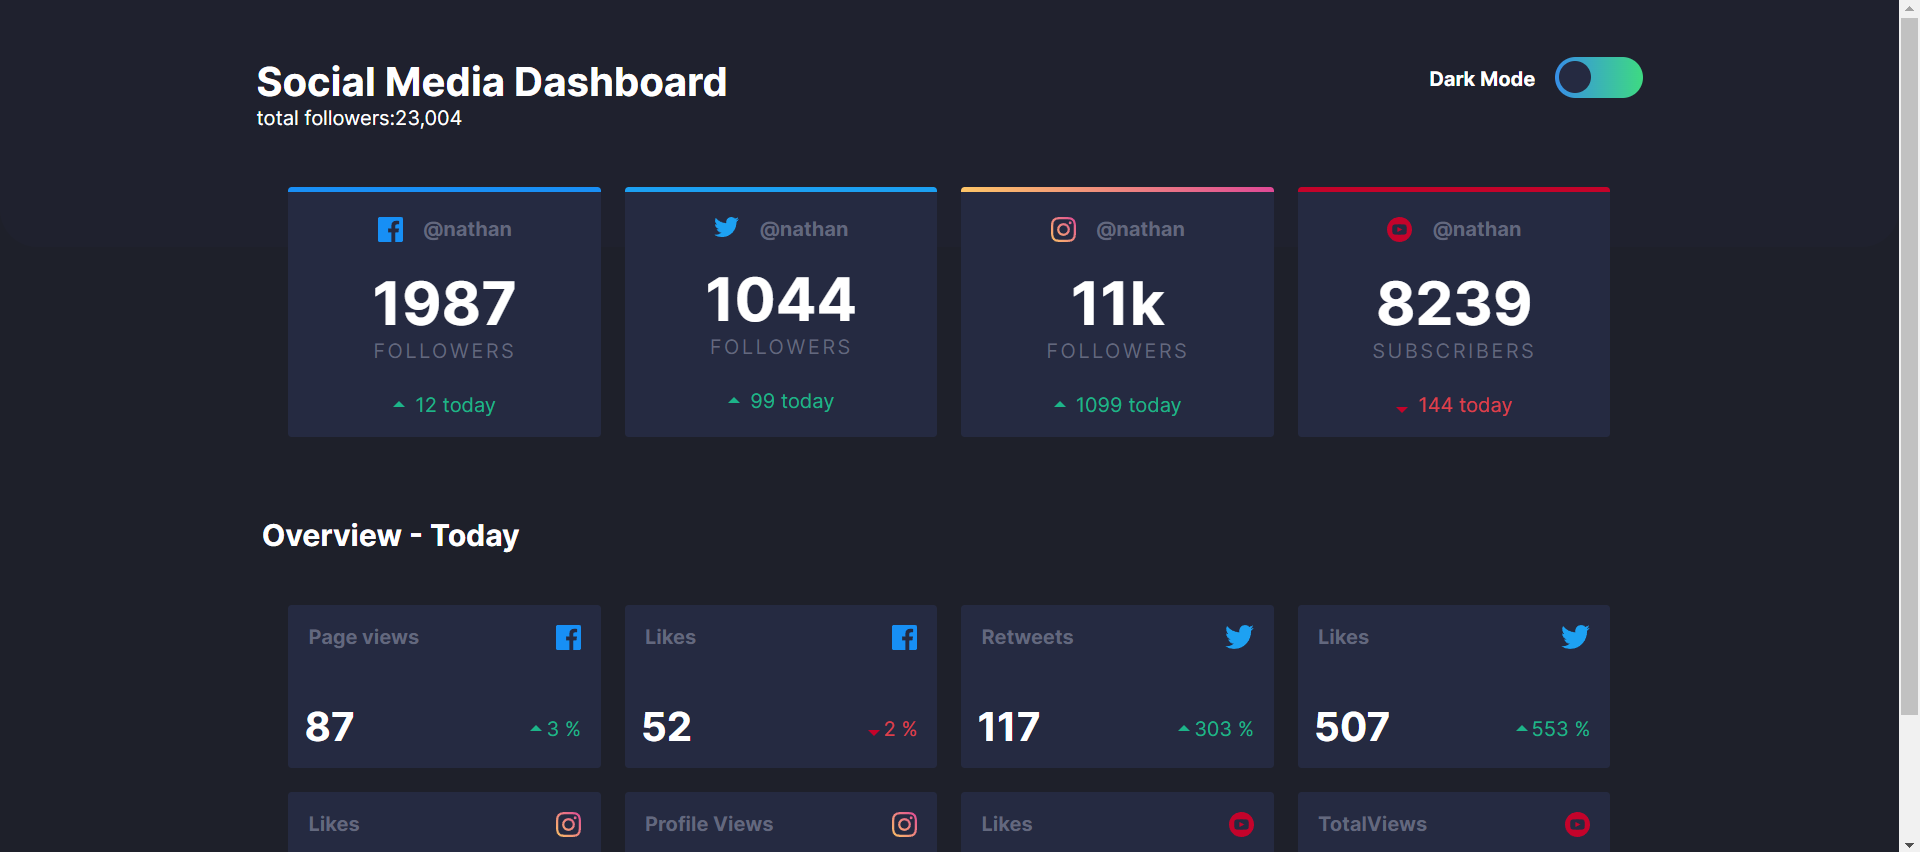 Social Media Dashboard
total followers:23,004
Dark Mode
@nathan
1987
FOLLOWERS
12 today
@nathan
1044
FOLLOWERS
99 today
@nathan
11k
FOLLOWERS
1099 today
@nathan
8239
SUBSCRIBERS
144 today
Overview - Today
Page views
87
3 %
Likes
52
2 %
Retweets
117
303 %
Likes
507
553 %
Likes
Profile Views
Likes
TotalViews